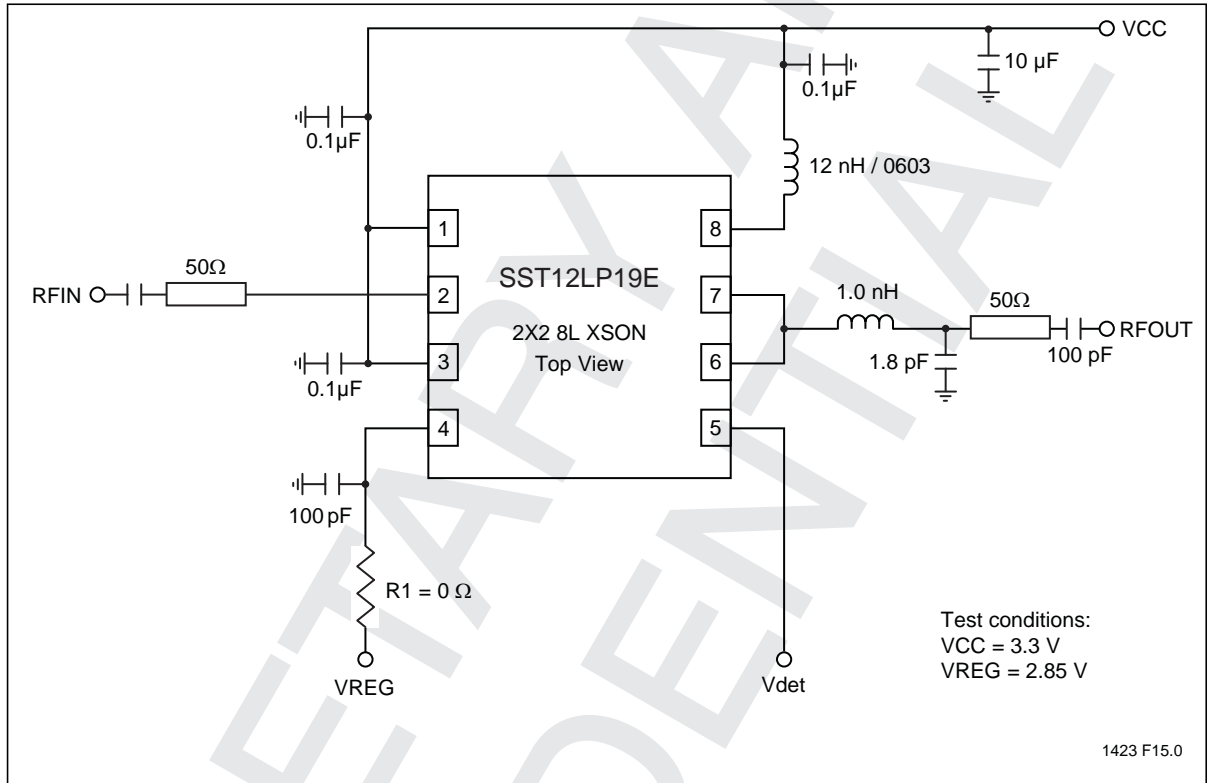 VCC
10 µF
0.1µF
0.1µF
12 nH / 0603
1
8
50Ω
SST12LP19E
RFIN
2
7
1.0 nH
50Ω
2X2 8L XSON
RFOUT
Top View
3
6
1.8 pF
100 pF
0.1µF
4
5
100 pF
R1 = 0 Ω
Test conditions:
VCC = 3.3 V
VREG = 2.85 V
VREG
Vdet
1423 F15.0